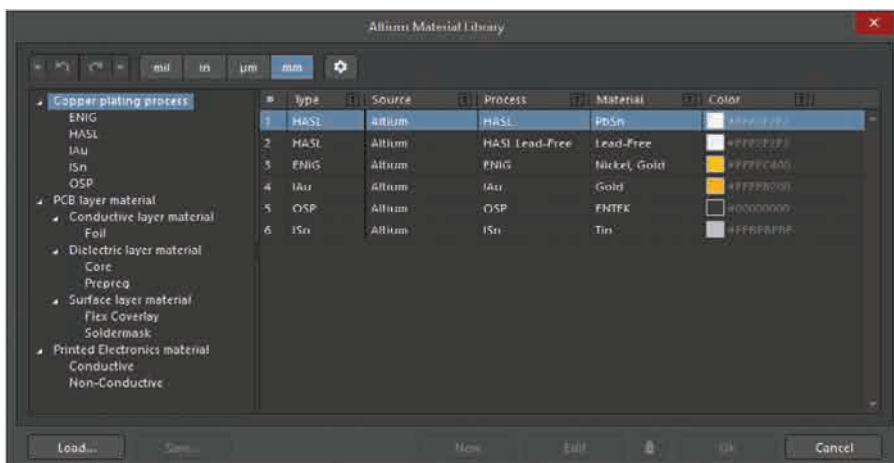 Altium Material Library
mil in µm mm
Copper plating process
ENIG
HASL
IAu
ISn
OSP
PCB layer material
Conductive layer material
Foil
Dielectric layer material
Core
Prepreg
Surface layer material
Flex Coverlay
Soldermask
Printed Electronics material
Conductive
Non-Conductive
# Type Source Process Material Color
1 HASL Altium HASL PbSn
2 HASL Altium HASL Lead-Free Lead-Free
3 ENIG Altium ENIG Nickel, Gold
4 IAu Altium IAu Gold
5 OSP Altium OSP ENTEK #00000000
6 ISn Altium ISn Tin
Load... Save... New Edit Ok Cancel